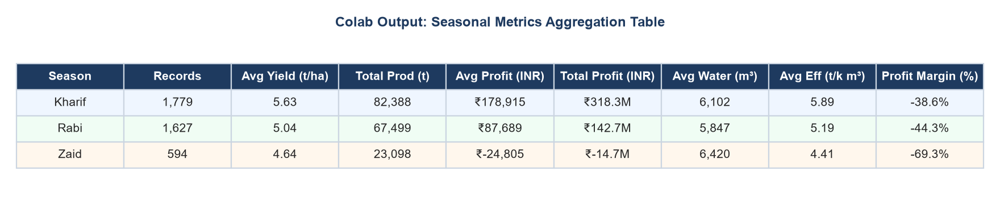 Colab Output: Seasonal Metrics Aggregation Table
Season Records Avg Yield (t/ha) Total Prod (t) Avg Profit (INR) Total Profit (INR) Avg Water (m³) Avg Eff (t/k m³) Profit Margin (%)
Kharif 1,779 5.63 82,388 ₹178,915 ₹318.3M 6,102 5.89 -38.6%
Rabi 1,627 5.04 67,499 ₹87,689 ₹142.7M 5,847 5.19 -44.3%
Zaid 594 4.64 23,098 ₹-24,805 ₹-14.7M 6,420 4.41 -69.3%